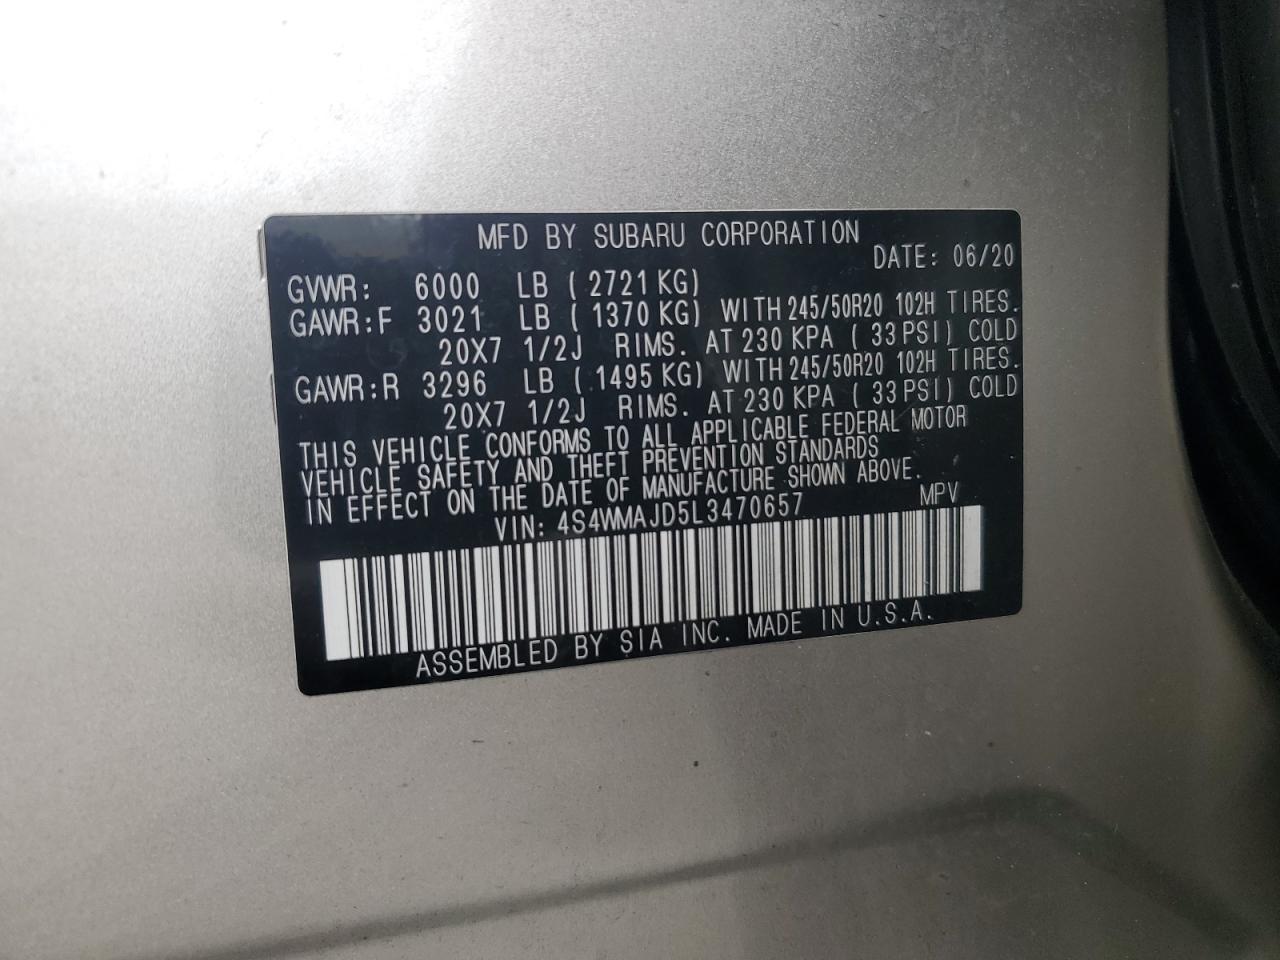 MFD BY SUBARU CORPORATION
DATE: 06/20
GVWR: 6000 LB ( 2721 KG)
GAWR:F 3021 LB ( 1370 KG) WITH 245/50R20 102H TIRES.
20X7 1/2J RIMS. AT 230 KPA ( 33 PSI) COLD
GAWR:R 3296 LB ( 1495 KG) WITH 245/50R20 102H TIRES.
20X7 1/2J RIMS. AT 230 KPA ( 33 PSI) COLD
THIS VEHICLE CONFORMS TO ALL APPLICABLE FEDERAL MOTOR
VEHICLE SAFETY AND THEFT PREVENTION STANDARDS
IN EFFECT ON THE DATE OF MANUFACTURE SHOWN ABOVE.
VIN: 4S4WMAJD5L3470657 MPV
ASSEMBLED BY SIA INC. MADE IN U.S.A.